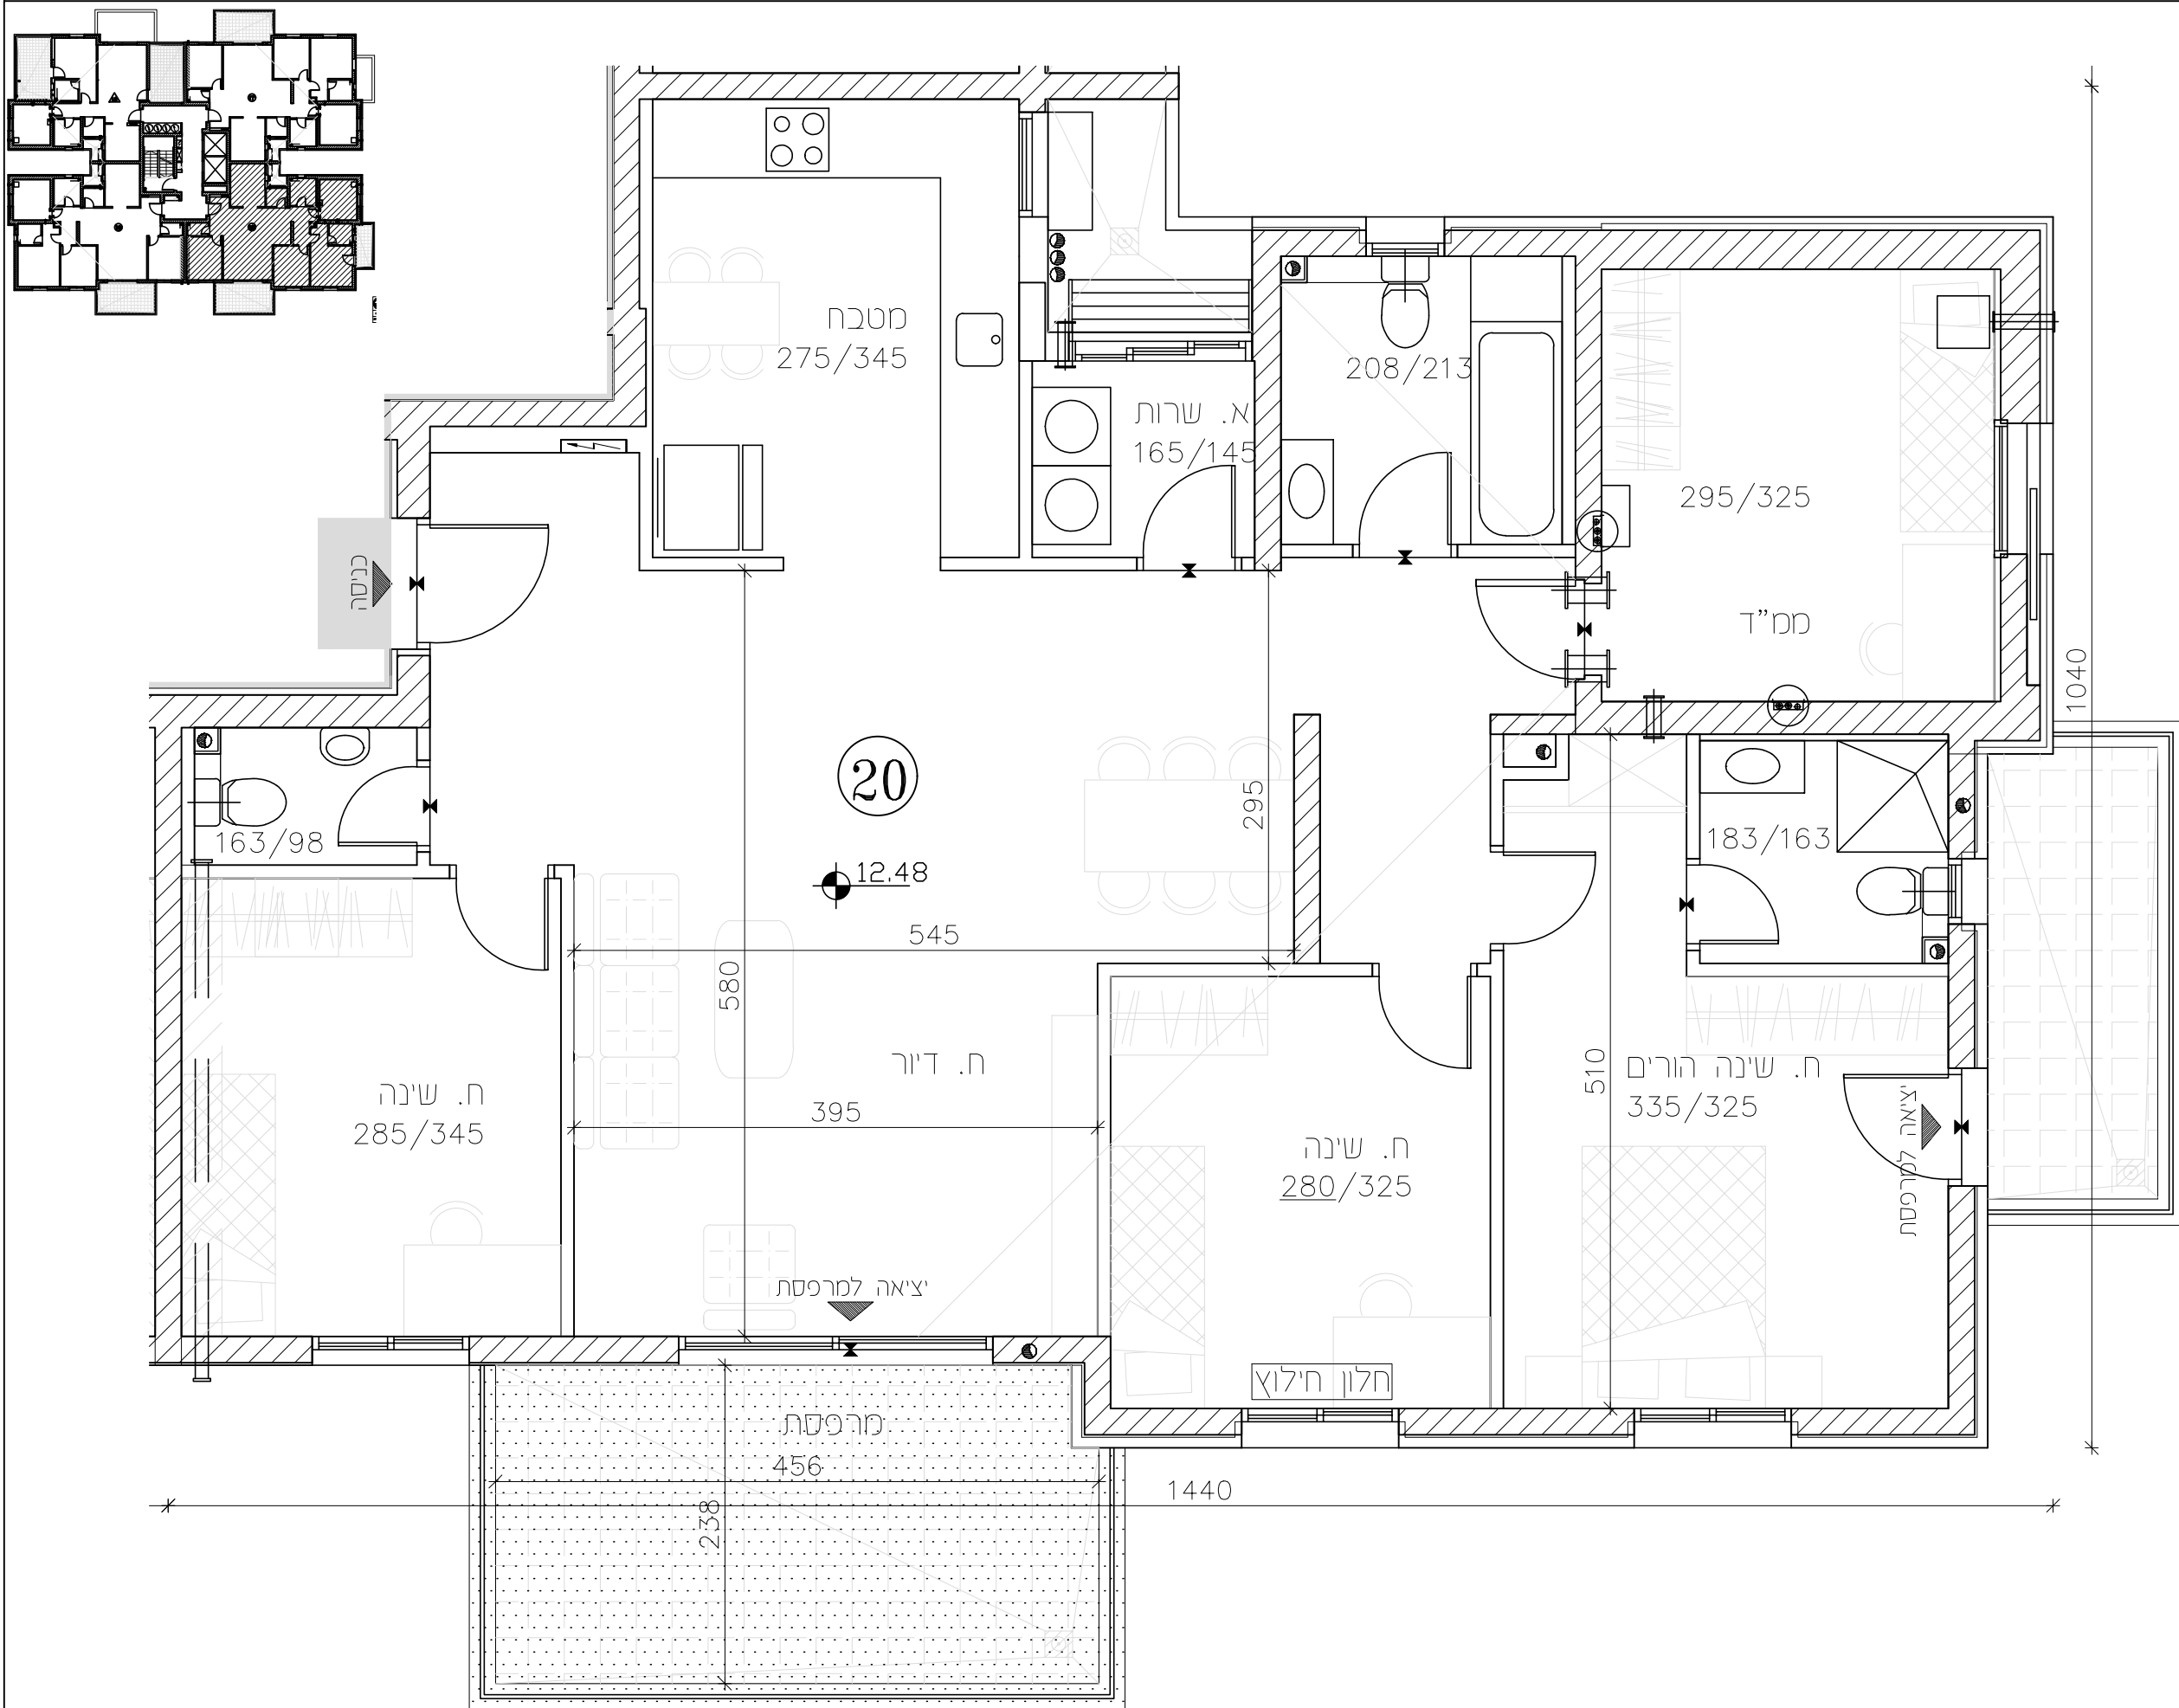 מטבח
275/345
א. שרות
165/145
208/213
295/325
ממ"ד
כניסה
1040
163/98
20
12.48
295
183/163
545
580
ח. דיור
395
ח. שינה
285/345
ח. שינה
280/325
510
ח. שינה הורים
335/325
יציאה למרפסת
יציאה למרפסת
חלון חילוץ
מרפסת
456
238
1440